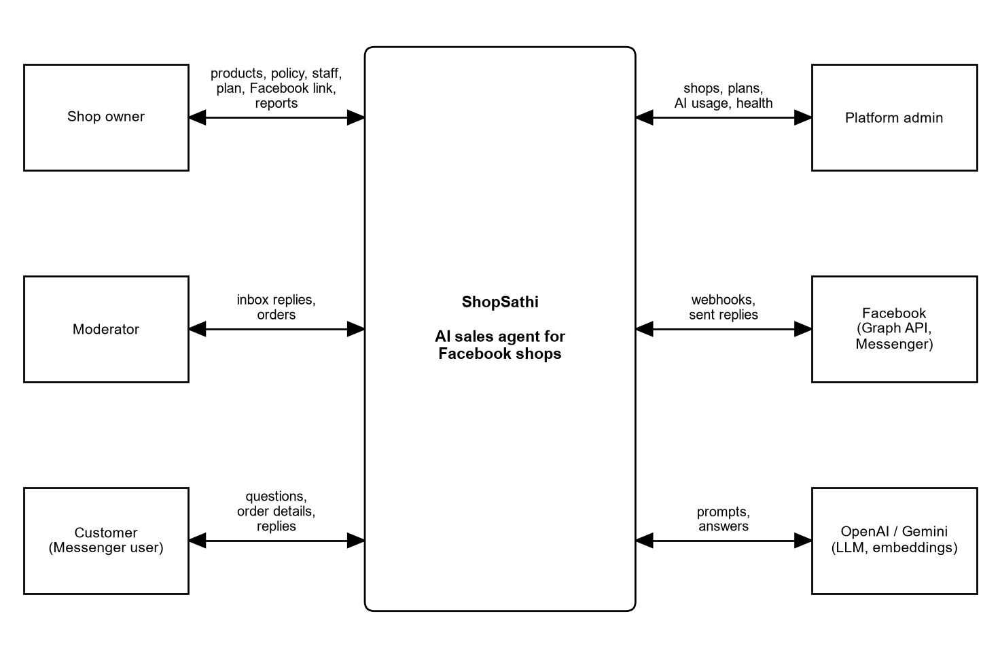 products, policy, staff,
plan, Facebook link,
reports
Shop owner
shops, plans,
AI usage, health
Platform admin
inbox replies,
orders
Moderator
ShopSathi
AI sales agent for
Facebook shops
webhooks,
sent replies
Facebook
(Graph API,
Messenger)
questions,
order details,
replies
Customer
(Messenger user)
prompts,
answers
OpenAI / Gemini
(LLM, embeddings)